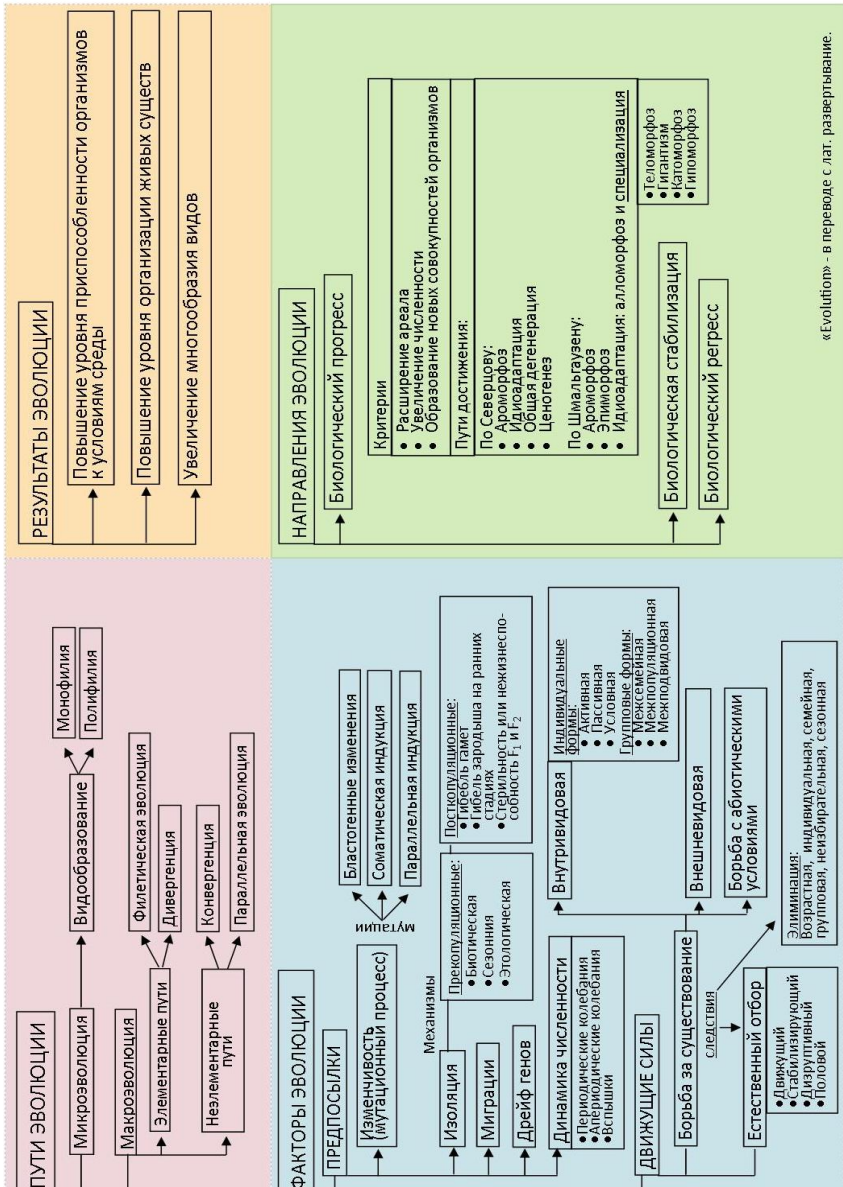 ПУТИ ЭВОЛЮЦИИ
Микроэволюция
Видообразование
Монофилия
Полифилия
Макроэволюция
Элементарные пути
Филетическая эволюция
Дивергенция
Неэлементарные
пути
Конвергенция
Параллельная эволюция
РЕЗУЛЬТАТЫ ЭВОЛЮЦИИ
Повышение уровня приспособленности организмов
к условиям среды
Повышение уровня организации живых существ
Увеличение многообразия видов
ФАКТОРЫ ЭВОЛЮЦИИ
ПРЕДПОСЫЛКИ
Изменчивость
(мутационный процесс)
мутации
Бластогенные изменения
Соматическая индукция
Параллельная индукция
Механизмы
Изоляция
Прекопуляционные:
• Биотическая
• Сезонния
• Этологическая
Посткопуляционные:
• Гибебль гамет
• Гибель зародыша на ранних
стадиях
• Стерильность или нежизнеспо-
собность F₁ и F₂
Миграции
Дрейф генов
Динамика численности
• Периодические колебания
• Апериодические колебания
• Вспышки
ДВИЖУЩИЕ СИЛЫ
Борьба за существование
Внутривидовая
Индивидуальные
формы:
• Активная
• Пассивная
• Условная
Групповые формы:
• Межсемейная
• Межпопуляционная
• Межподвидовая
Внешневидовая
Борьба с абиотическими
условиями
следствия
Естественный отбор
• Движущий
• Стабилизирующий
• Дизруптивный
• Половой
Элиминация:
Возрастная, индивидуальная, семейная,
групповая, неизбирательная, сезонная
НАПРАВЛЕНИЯ ЭВОЛЮЦИИ
Биологический прогресс
Критерии
• Расширение ареала
• Увеличение численности
• Образование новых совокупностей организмов
Пути достижения:
По Северцову:
• Ароморфоз
• Идиоадаптация
• Общая дегенерация
• Ценогенез
По Шмальгаузену:
• Ароморфоз
• Эпиморфоз
• Идиоадаптация: алломорфоз и специализация
• Теломорфоз
• Гигантизм
• Катоморфоз
• Гипоморфоз
Биологическая стабилизация
Биологический регресс
«Evolution» - в переводе с лат. развертывание.